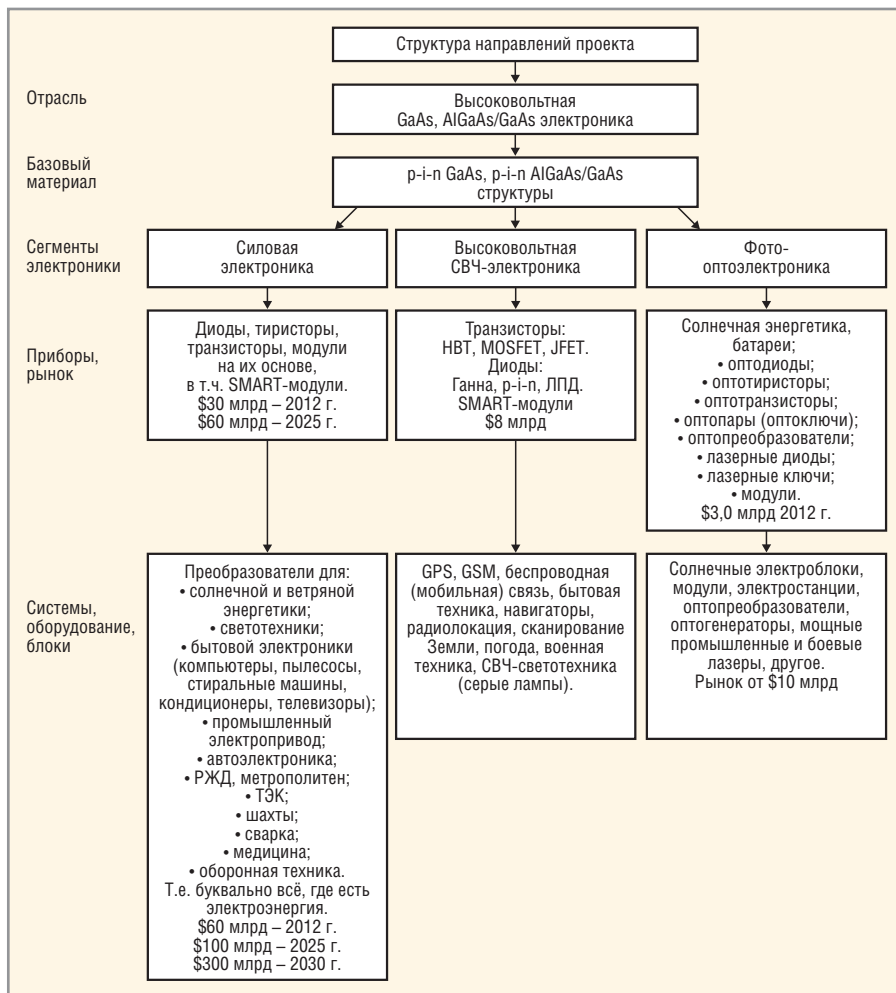 Структура направлений проекта
Отрасль
Высоковольтная
GaAs, AlGaAs/GaAs электроника
Базовый
материал
p-i-n GaAs, p-i-n AlGaAs/GaAs
структуры
Сегменты
электроники
Силовая
электроника
Высоковольтная
СВЧ-электроника
Фото-
оптоэлектроника
Приборы,
рынок
Диоды, тиристоры,
транзисторы, модули
на их основе,
в т.ч. SMART-модули.
$30 млрд – 2012 г.
$60 млрд – 2025 г.
Транзисторы:
HBT, MOSFET, JFET.
Диоды:
Ганна, p-i-n, ЛПД.
SMART-модули
$8 млрд
Солнечная энергетика,
батареи;
• оптодиоды;
• оптотиристоры;
• оптотранзисторы;
• оптопары (оптоключи);
• оптопреобразователи;
• лазерные диоды;
• лазерные ключи;
• модули.
$3,0 млрд 2012 г.
Системы,
оборудование,
блоки
Преобразователи для:
• солнечной и ветряной
энергетики;
• светотехники;
• бытовой электроники
(компьютеры, пылесосы,
стиральные машины,
кондиционеры, телевизоры);
• промышленный
электропривод;
• автоэлектроника;
• РЖД, метрополитен;
• ТЭК;
• шахты;
• сварка;
• медицина;
• оборонная техника.
Т.е. буквально всё, где есть
электроэнергия.
$60 млрд – 2012 г.
$100 млрд – 2025 г.
$300 млрд – 2030 г.
GPS, GSM, беспроводная
(мобильная) связь, бытовая
техника, навигаторы,
радиолокация, сканирование
Земли, погода, военная
техника, СВЧ-светотехника
(серые лампы).
Солнечные электроблоки,
модули, электростанции,
оптопреобразователи,
оптогенераторы, мощные
промышленные и боевые
лазеры, другое.
Рынок от $10 млрд